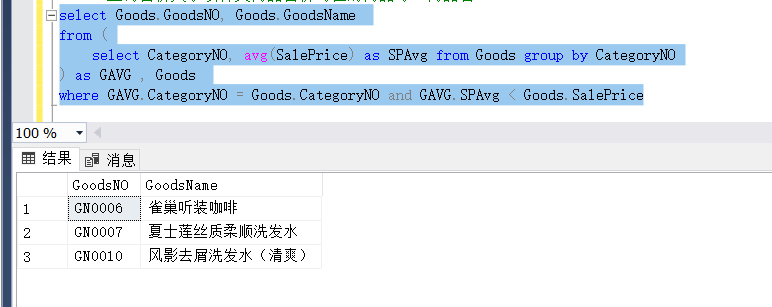 select Goods.GoodsNO, Goods.GoodsName
from (
select CategoryNO, avg(SalePrice) as SPAvg from Goods group by CategoryNO
) as GAVG , Goods
where GAVG.CategoryNO = Goods.CategoryNO and GAVG.SPAvg < Goods.SalePrice
100 %
结果 消息
GoodsNO GoodsName
1 GN0006 雀巢听装咖啡
2 GN0007 夏士莲丝质柔顺洗发水
3 GN0010 风影去屑洗发水（清爽）